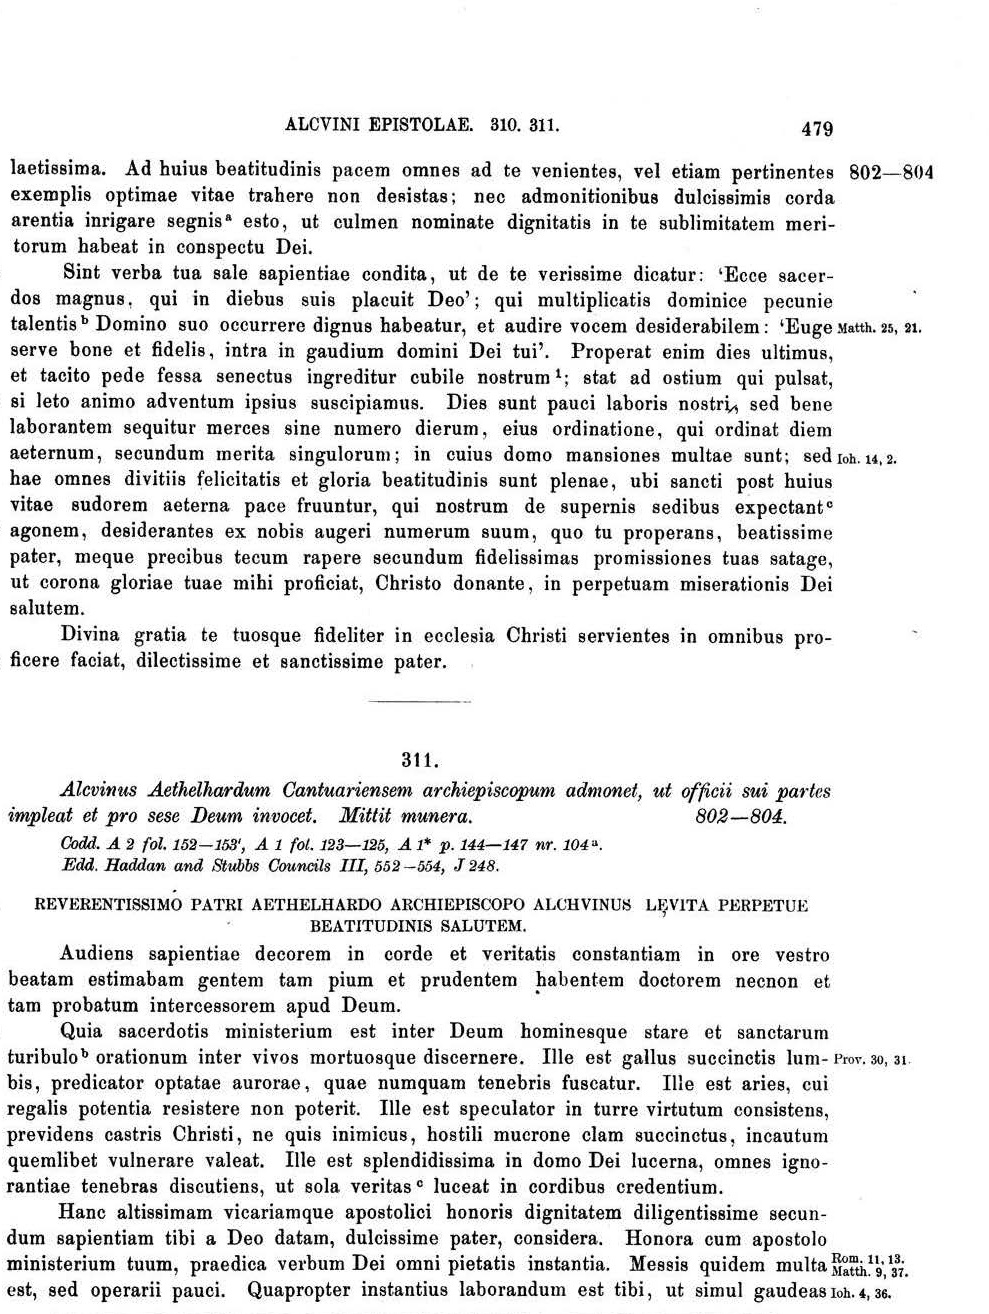 ALCVINI EPISTOLAE. 310. 311. 479
laetissima. Ad huius beatitudinis pacem omnes ad te venientes, vel etiam pertinentes 802—804
exemplis optimae vitae trahere non desistas; nec admonitionibus dulcissimis corda
arentia inrigare segnis a esto, ut culmen nominate dignitatis in te sublimitatem meri-
torum habeat in conspectu Dei.
Sint verba tua sale sapientiae condita, ut de te verissime dicatur: ‘Ecce sacer-
dos magnus, qui in diebus suis placuit Deo’; qui multiplicatis dominice pecunie
talentis b Domino suo occurrere dignus habeatur, et audire vocem desiderabilem: ‘Euge Matth. 25, 21.
serve bone et fidelis, intra in gaudium domini Dei tui’. Properat enim dies ultimus,
et tacito pede fessa senectus ingreditur cubile nostrum 1; stat ad ostium qui pulsat,
si leto animo adventum ipsius suscipiamus. Dies sunt pauci laboris nostri, sed bene
laborantem sequitur merces sine numero dierum, eius ordinatione, qui ordinat diem
aeternum, secundum merita singulorum; in cuius domo mansiones multae sunt; sed Ioh. 14, 2.
hae omnes divitiis felicitatis et gloria beatitudinis sunt plenae, ubi sancti post huius
vitae sudorem aeterna pace fruuntur, qui nostrum de supernis sedibus expectant c
agonem, desiderantes ex nobis augeri numerum suum, quo tu properans, beatissime
pater, meque precibus tecum rapere secundum fidelissimas promissiones tuas satage,
ut corona gloriae tuae mihi proficiat, Christo donante, in perpetuam miserationis Dei
salutem.
Divina gratia te tuosque fideliter in ecclesia Christi servientes in omnibus pro-
ficere faciat, dilectissime et sanctissime pater.
311.
Alcvinus Aethelhardum Cantuariensem archiepiscopum admonet, ut officii sui partes
impleat et pro sese Deum invocet. Mittit munera. 802—804.
Codd. A 2 fol. 152—153', A 1 fol. 123—125, A 1* p. 144—147 nr. 104 a.
Edd. Haddan and Stubbs Councils III, 552—554, J 248.
REVERENTISSIMO PATRI AETHELHARDO ARCHIEPISCOPO ALCHVINUS LĘVITA PERPETUE
BEATITUDINIS SALUTEM.
Audiens sapientiae decorem in corde et veritatis constantiam in ore vestro
beatam estimabam gentem tam pium et prudentem habentem doctorem necnon et
tam probatum intercessorem apud Deum.
Quia sacerdotis ministerium est inter Deum hominesque stare et sanctarum
turibulo b orationum inter vivos mortuosque discernere. Ille est gallus succinctis lum- Prov. 30, 31.
bis, predicator optatae aurorae, quae numquam tenebris fuscatur. Ille est aries, cui
regalis potentia resistere non poterit. Ille est speculator in turre virtutum consistens,
previdens castris Christi, ne quis inimicus, hostili mucrone clam succinctus, incautum
quemlibet vulnerare valeat. Ille est splendidissima in domo Dei lucerna, omnes igno-
rantiae tenebras discutiens, ut sola veritas c luceat in cordibus credentium.
Hanc altissimam vicariamque apostolici honoris dignitatem diligentissime secun-
dum sapientiam tibi a Deo datam, dulcissime pater, considera. Honora cum apostolo
ministerium tuum, praedica verbum Dei omni pietatis instantia. Messis quidem multa Rom. 11, 13. Matth. 9, 37.
est, sed operarii pauci. Quapropter instantius laborandum est tibi, ut simul gaudeas Ioh. 4, 36.